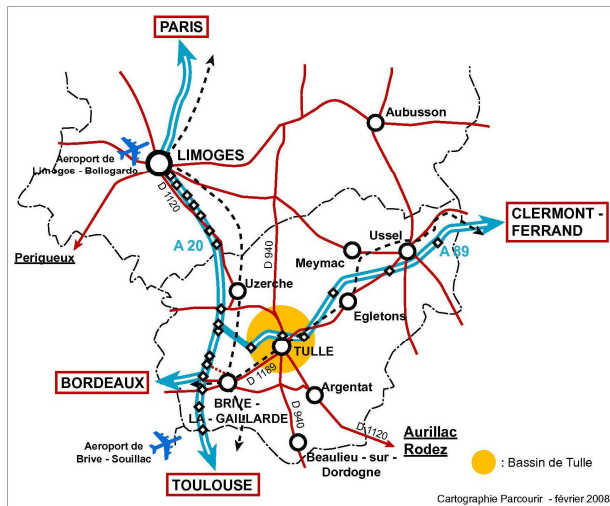 PARIS
Aubusson
LIMOGES
Aeroport de
Limoges - Bollogardo
D 1120
D 940
CLERMONT -
FERRAND
Ussel
A 20
Meymac
A 89
Perigueux
Uzerche
Egletons
TULLE
D 1189
BORDEAUX
BRIVE -
LA - GAILLARDE
Argentat
D 940
D 1120
Aurillac
Rodez
Aeroport de
Brive - Souillac
Beaulieu - sur -
Dordogne
TOULOUSE
: Bassin de Tulle
Cartographie Parcourir - février 2008